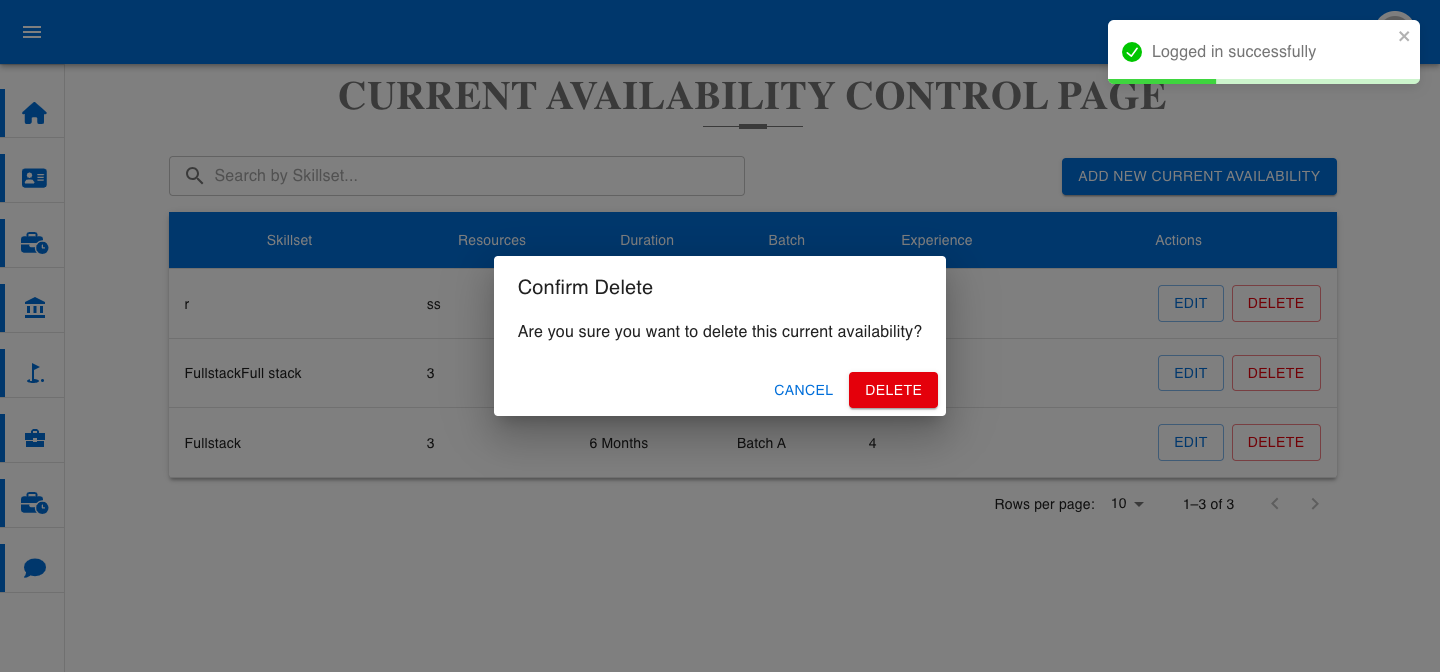 Logged in successfully
CURRENT AVAILABILITY CONTROL PAGE
Search by Skillset...
ADD NEW CURRENT AVAILABILITY
Skillset Resources Duration Batch Experience Actions
r ss EDIT DELETE
Confirm Delete
Are you sure you want to delete this current availability?
CANCEL DELETE
FullstackFull stack 3 EDIT DELETE
Fullstack 3 6 Months Batch A 4 EDIT DELETE
Rows per page: 10 1–3 of 3